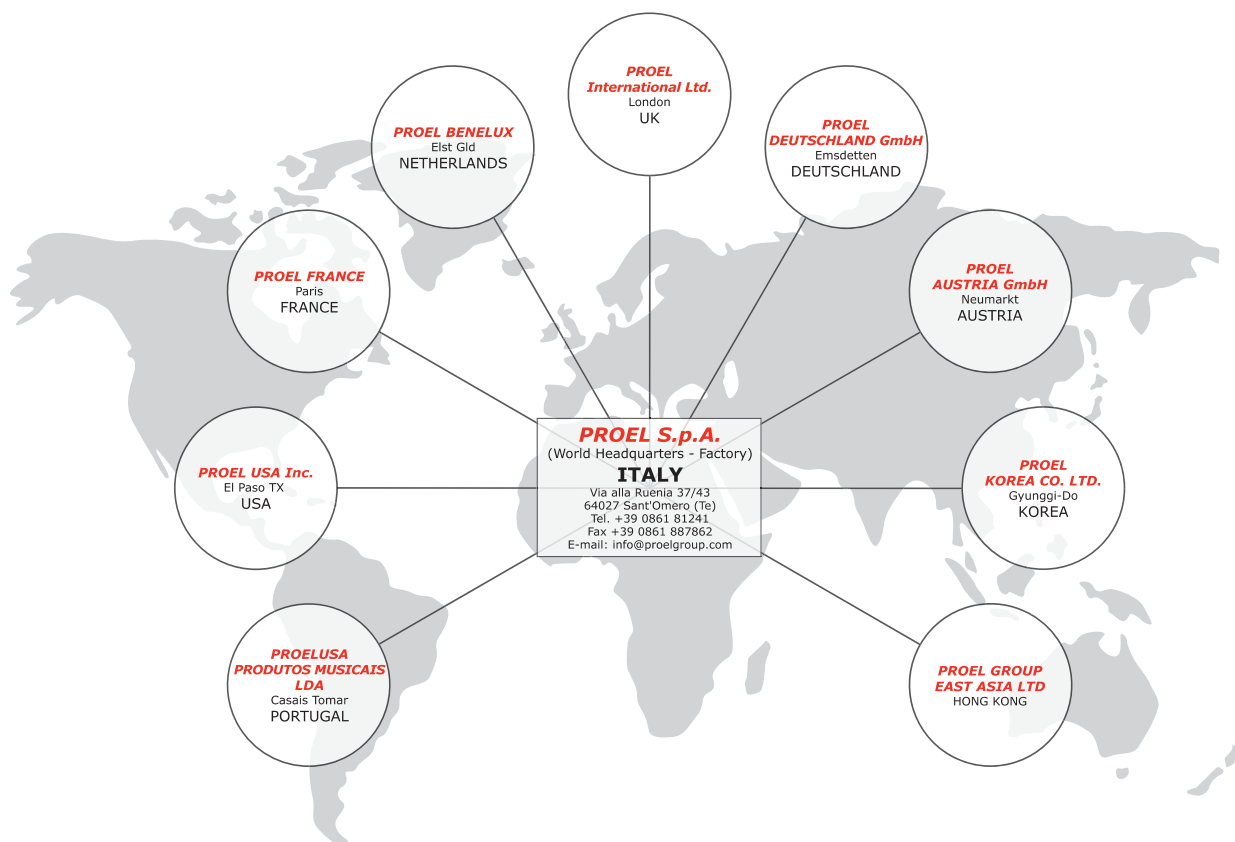 PROEL
International Ltd.
London
UK
PROEL BENELUX
Elst Gld
NETHERLANDS
PROEL
DEUTSCHLAND GmbH
Emsdetten
DEUTSCHLAND
PROEL FRANCE
Paris
FRANCE
PROEL
AUSTRIA GmbH
Neumarkt
AUSTRIA
PROEL USA Inc.
El Paso TX
USA
PROEL S.p.A.
(World Headquarters - Factory)
ITALY
Via alla Ruenia 37/43
64027 Sant'Omero (Te)
Tel. +39 0861 81241
Fax +39 0861 887862
E-mail: info@proelgroup.com
PROEL
KOREA CO. LTD.
Gyunggi-Do
KOREA
PROELUSA
PRODUTOS MUSICAIS
LDA
Casais Tomar
PORTUGAL
PROEL GROUP
EAST ASIA LTD
HONG KONG